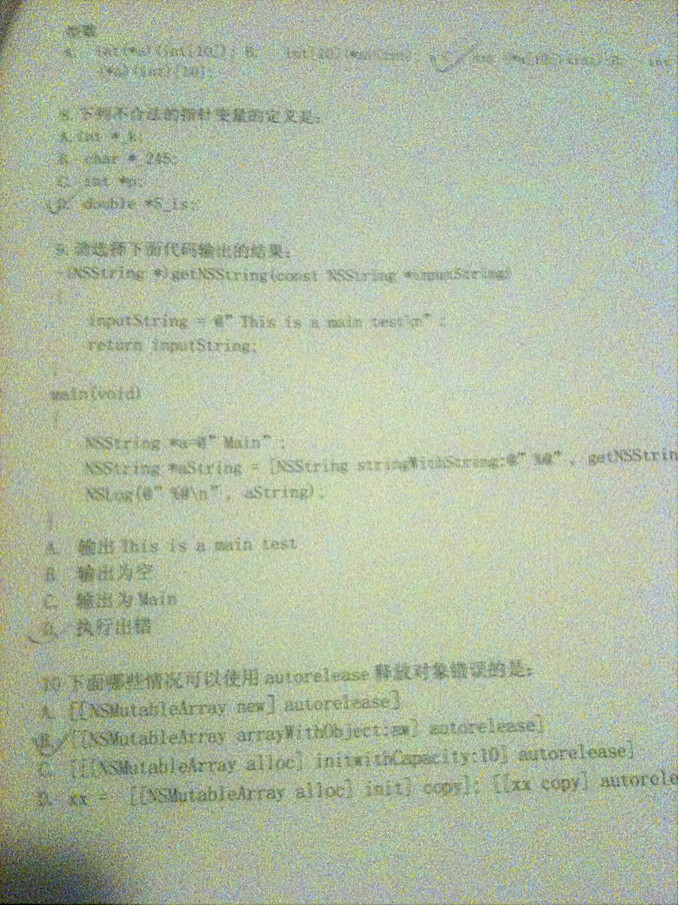 型数
A. int(*a)(int[10]); B. int[10](*a)(int); C. int (*a[10])(int);D. int
(*a)(int)[10];
8.下列不合法的指针变量的定义是:
A.int *_k;
B. char *_245;
C. int *p;
D. double *5_is;
9.请选择下面代码输出的结果:
-(NSString *)getNSString(const NSString *inputString)
{
inputString = @"This is a main test\n";
return inputString;
}
main(void)
{
NSString *a=@"Main";
NSString *aString = [NSString stringWithString:@"%@", getNSStrin
NSLog(@"%@\n", aString);
}
A. 输出This is a main test
B. 输出为空
C. 输出为Main
D. 执行出错
10下面哪些情况可以使用autorelease释放对象错误的是:
A. [[NSMutableArray new] autorelease]
B. [[NSMutableArray arrayWithObject:aw] autorelease]
C. [[[NSMutableArray alloc] initwithCapacity:10] autorelease]
D. xx = [[NSMutableArray alloc] init] copy]; [[xx copy] autorele